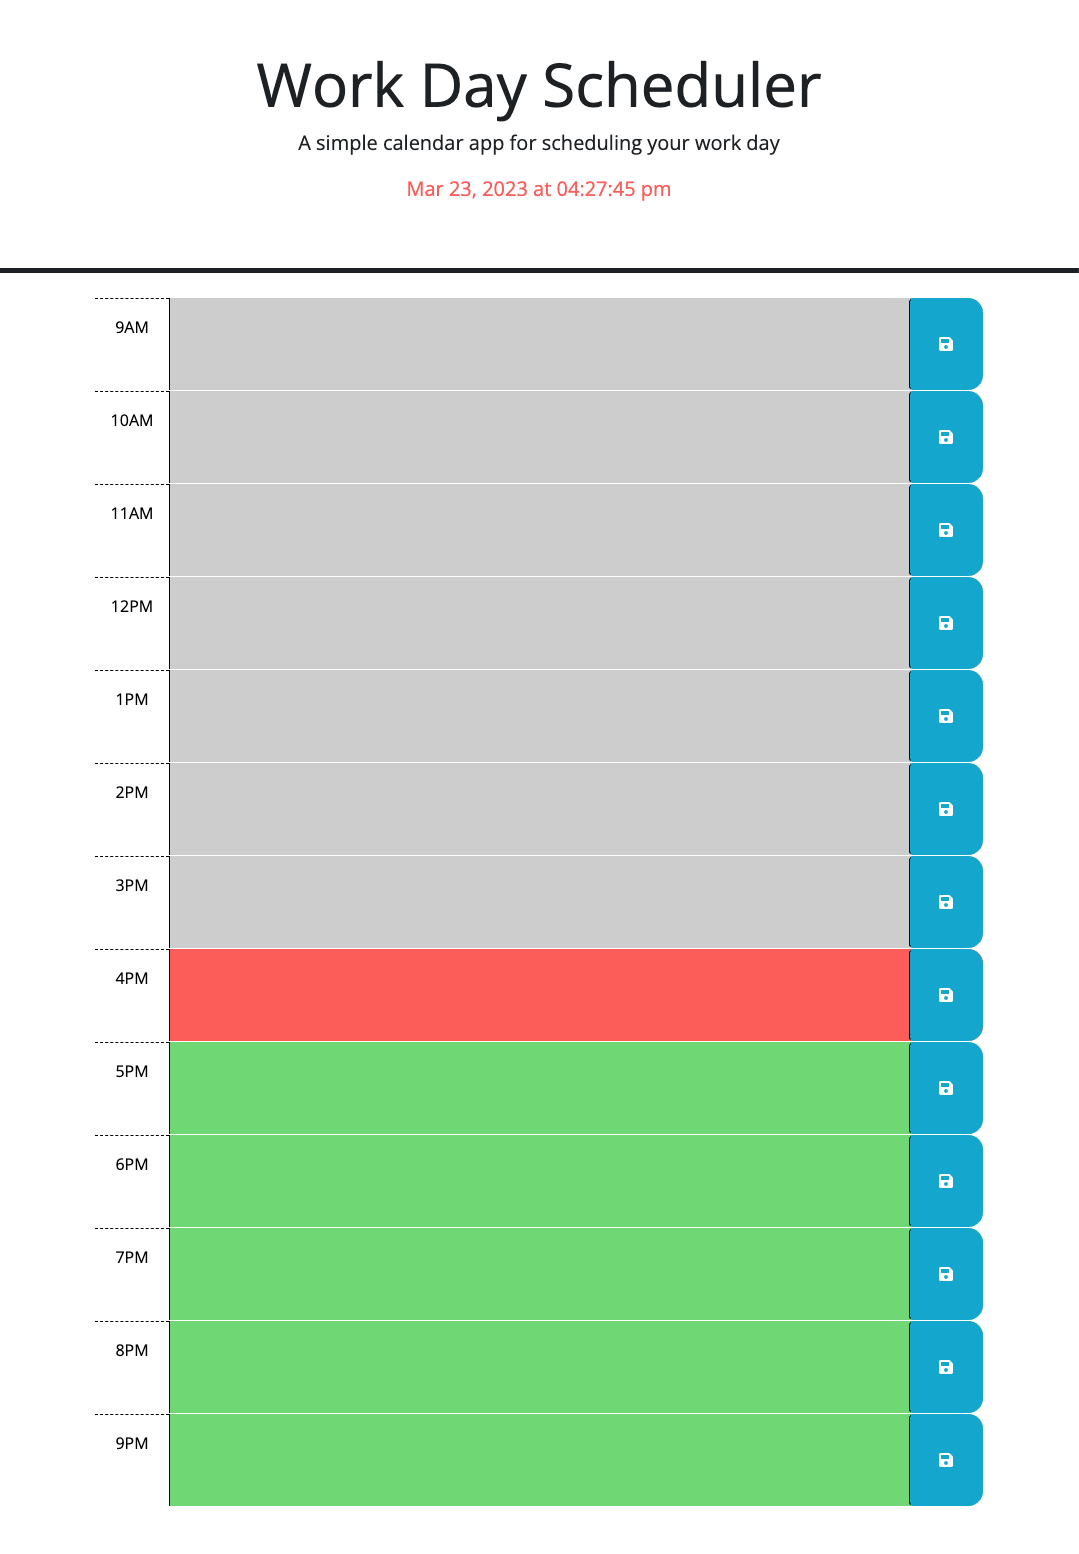 Work Day Scheduler
A simple calendar app for scheduling your work day
Mar 23, 2023 at 04:27:45 pm
9AM
10AM
11AM
12PM
1PM
2PM
3PM
4PM
5PM
6PM
7PM
8PM
9PM